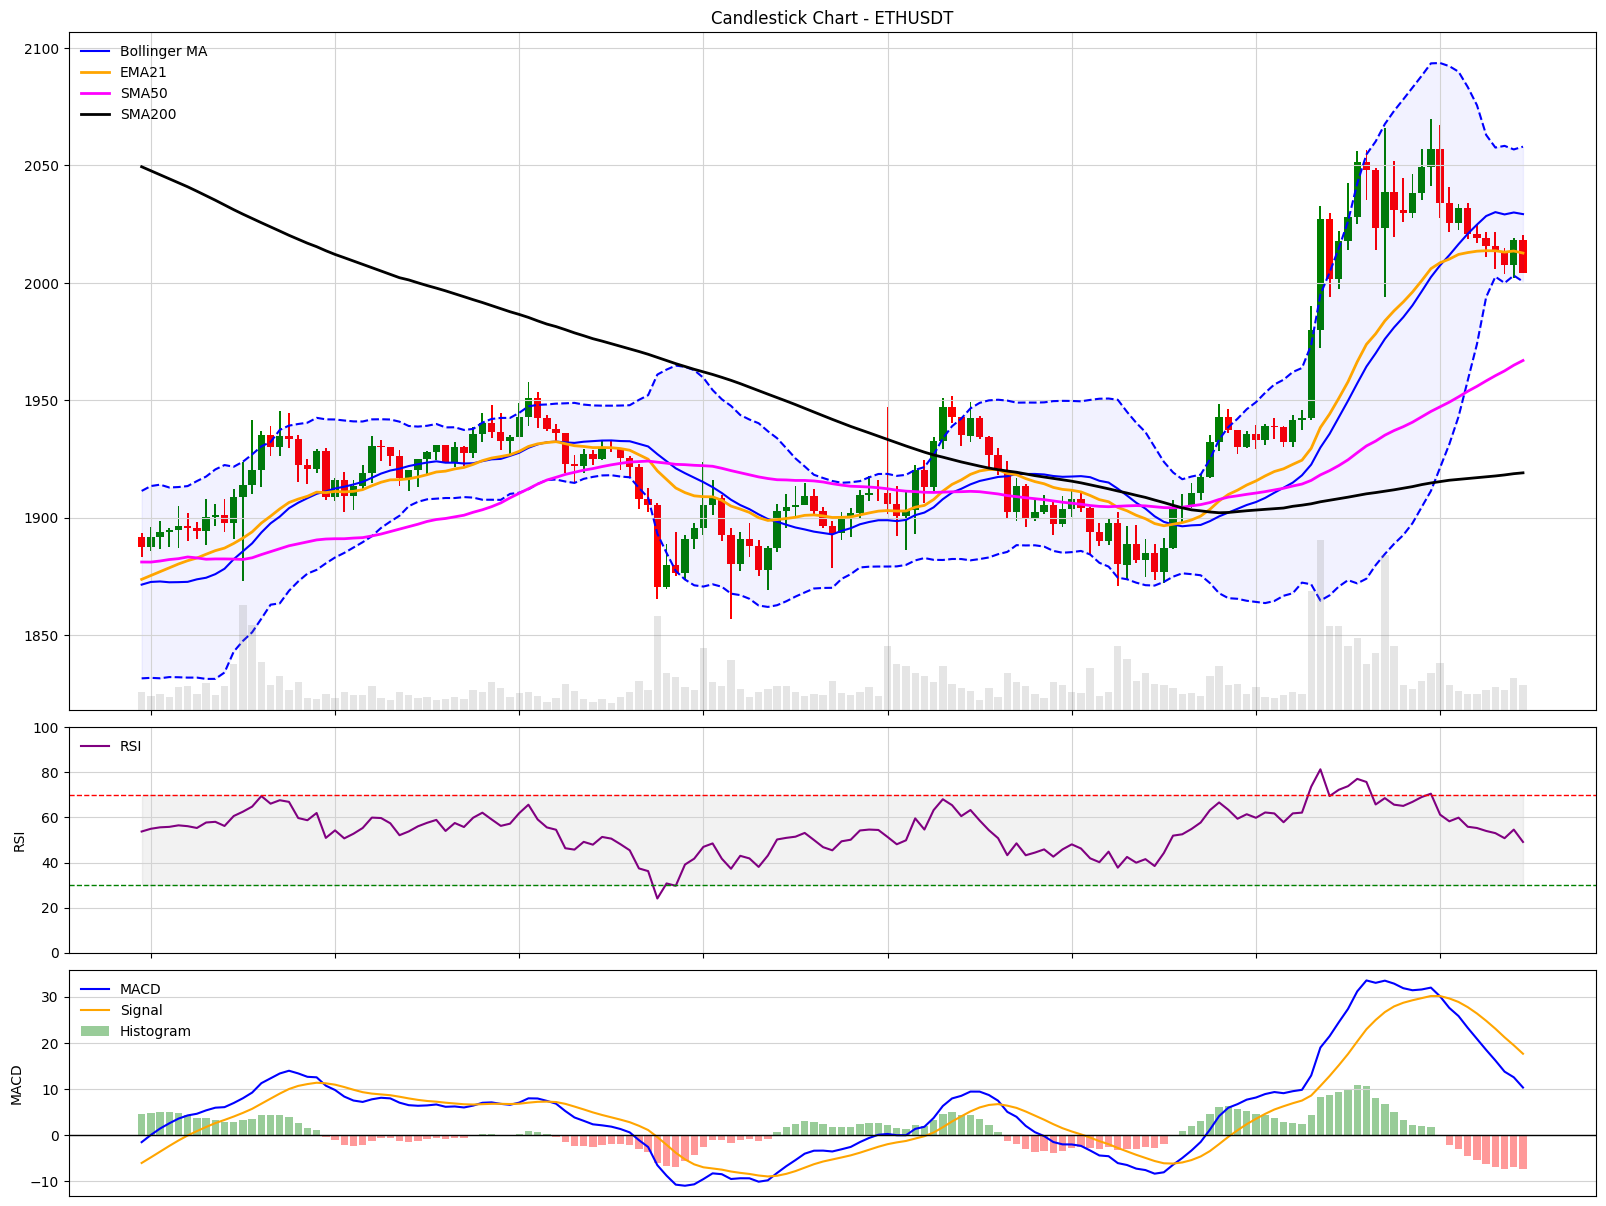 Candlestick Chart - ETHUSDT
Bollinger MA
EMA21
SMA50
SMA200
2100
2050
2000
1950
1900
1850
RSI
100
80
60
40
20
0
RSI
MACD
Signal
Histogram
30
20
10
0
−10
MACD